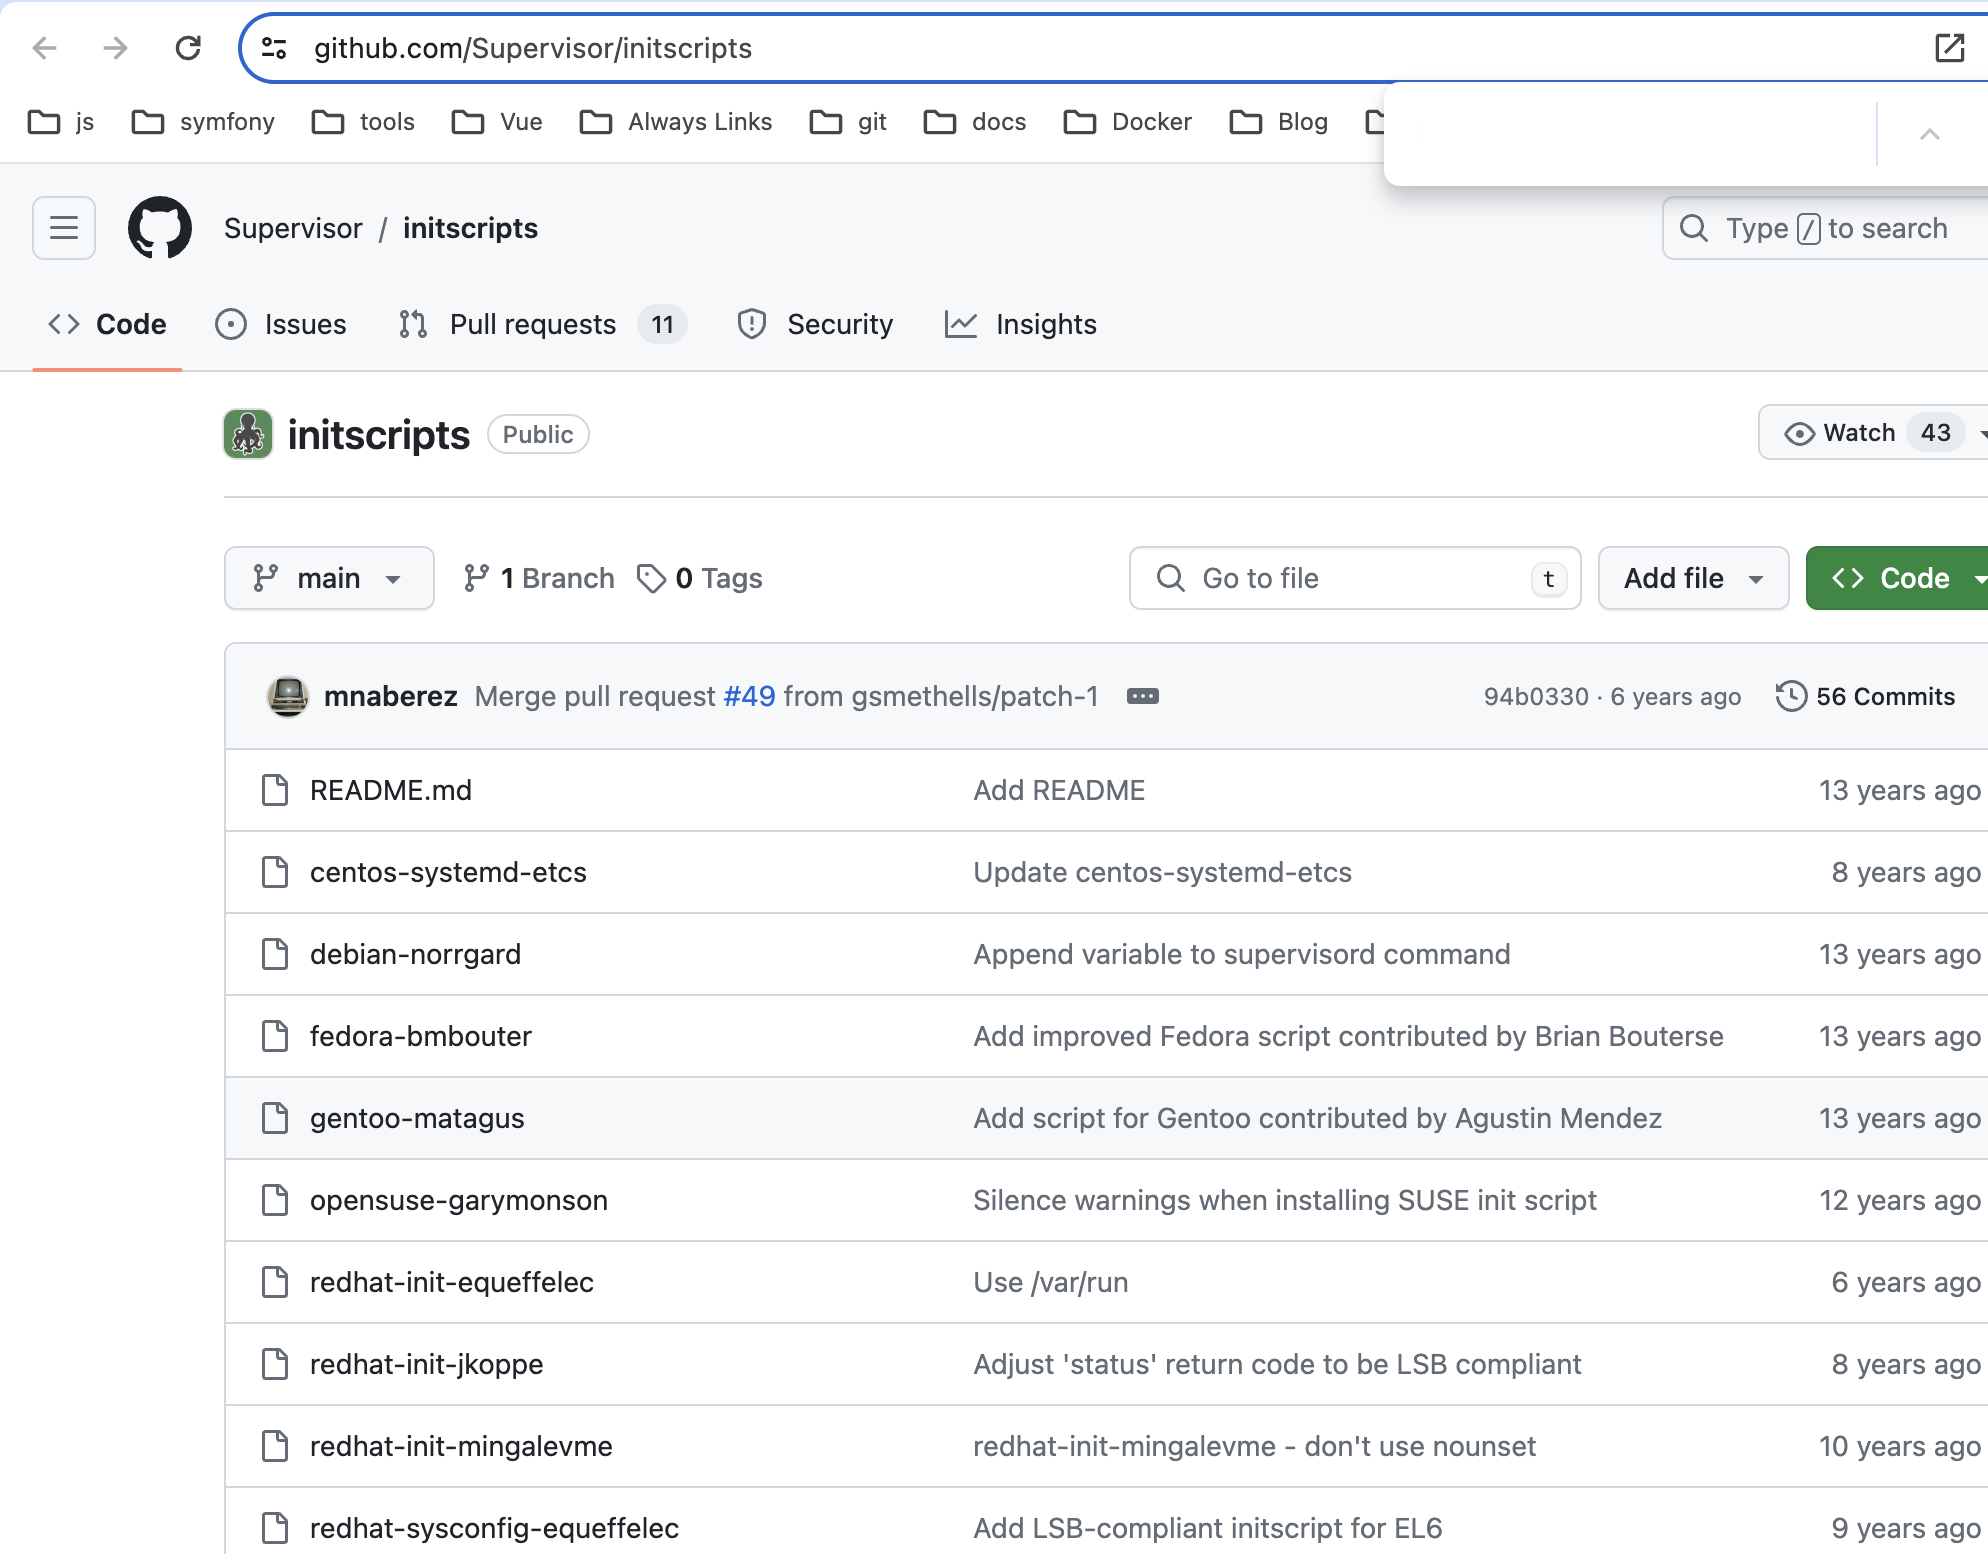 github.com/Supervisor/initscripts
js symfony tools Vue Always Links git docs Docker Blog
Supervisor / initscripts
Type / to search
Code Issues Pull requests 11 Security Insights
initscripts Public
Watch 43
main 1 Branch 0 Tags Go to file t Add file Code
mnaberez Merge pull request #49 from gsmethells/patch-1 94b0330 · 6 years ago 56 Commits
README.md Add README 13 years ago
centos-systemd-etcs Update centos-systemd-etcs 8 years ago
debian-norrgard Append variable to supervisord command 13 years ago
fedora-bmbouter Add improved Fedora script contributed by Brian Bouterse 13 years ago
gentoo-matagus Add script for Gentoo contributed by Agustin Mendez 13 years ago
opensuse-garymonson Silence warnings when installing SUSE init script 12 years ago
redhat-init-equeffelec Use /var/run 6 years ago
redhat-init-jkoppe Adjust 'status' return code to be LSB compliant 8 years ago
redhat-init-mingalevme redhat-init-mingalevme - don't use nounset 10 years ago
redhat-sysconfig-equeffelec Add LSB-compliant initscript for EL6 9 years ago